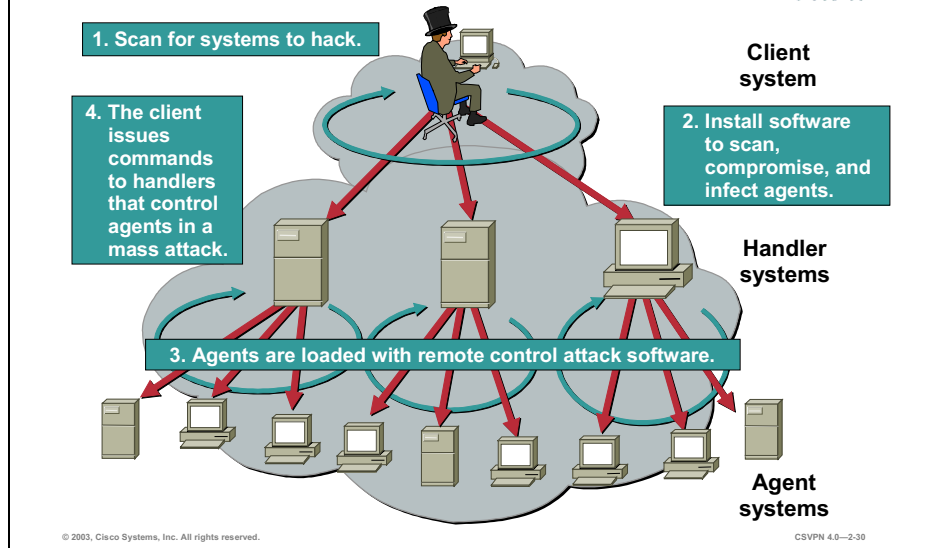 1. Scan for systems to hack.
Client
system
4. The client
issues
commands
to handlers
that control
agents in a
mass attack.
2. Install software
to scan,
compromise, and
infect agents.
Handler
systems
3. Agents are loaded with remote control attack software.
Agent
systems
© 2003, Cisco Systems, Inc. All rights reserved.
CSVPN 4.0—2-30